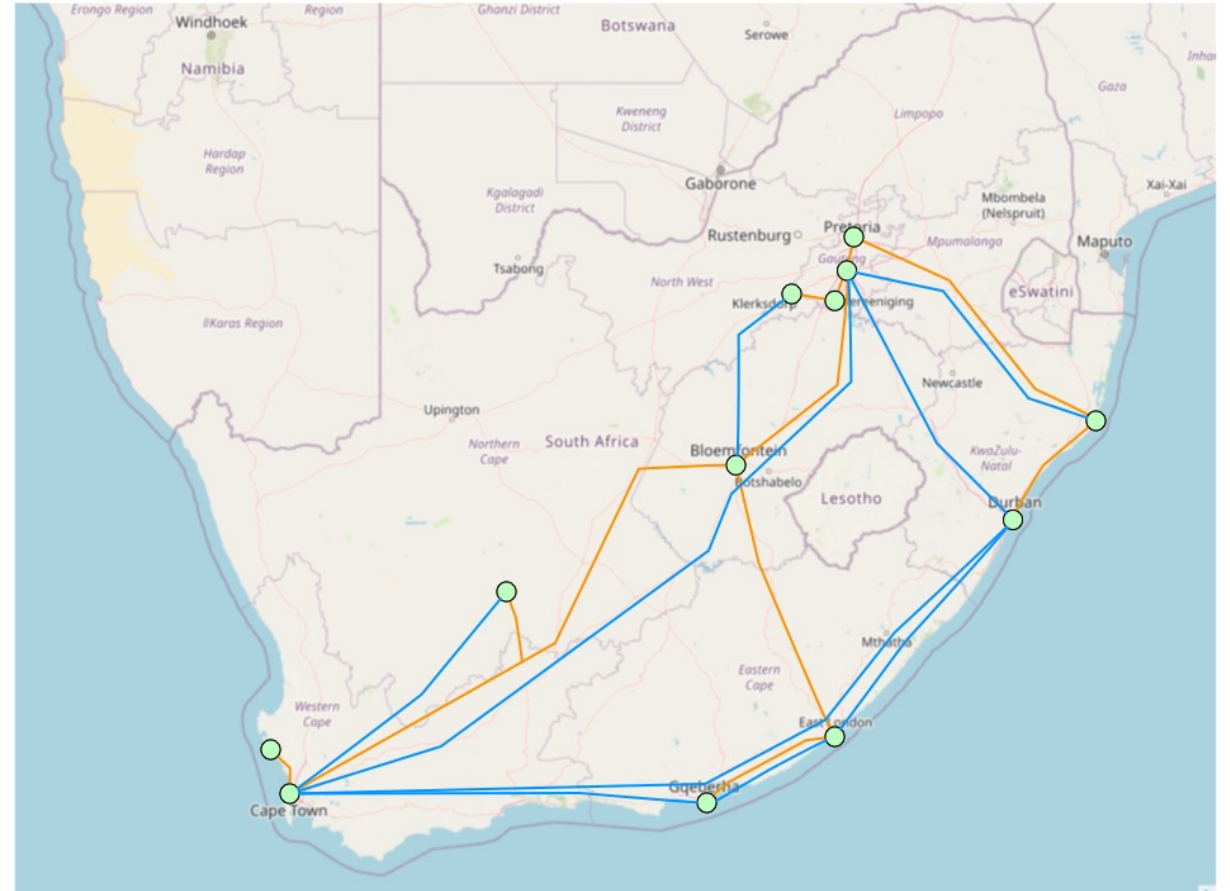 Erongo Region
Region
Ghanzi District
Windhoek
Botswana
Serowe
Namibia
Gaza
Kweneng
District
Limpopo
Hardap
Region
Gaborone
Xai-Xai
Kgalagadi
District
Mbombela
(Nelspruit)
Rustenburg
Pretoria
Mpumalanga
Maputo
Gauteng
Tsabong
North West
eSwatini
Klerksdorp
Vereeniging
IIKaras Region
Newcastle
Upington
Northern
Cape
South Africa
Bloemfontein
KwaZulu-
Natal
Botshabelo
Lesotho
Durban
Mthatha
Eastern
Cape
Western
Cape
East London
Gqeberha
Cape Town